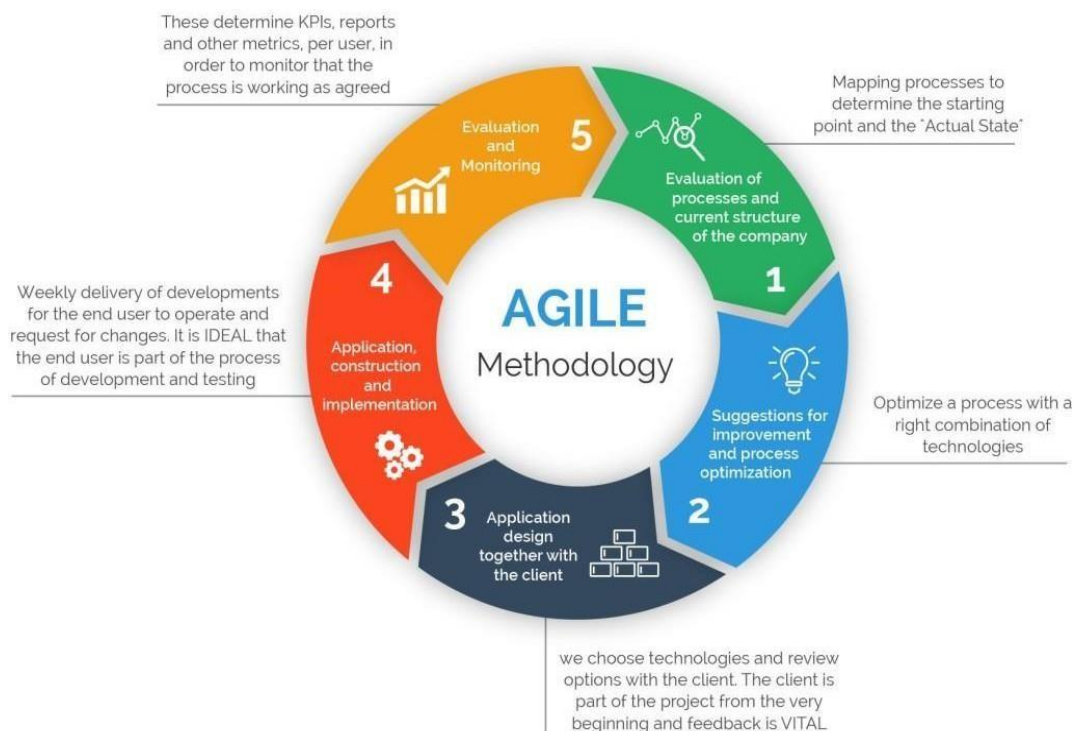 AGILE
Methodology
Mapping processes to
determine the starting
point and the "Actual State"
Evaluation of
processes and
current structure
of the company
1
Optimize a process with a
right combination of
technologies
Suggestions for
improvement
and process
optimization
2
3
Application
design
together with
the client
we choose technologies and review
options with the client. The client is
part of the project from the very
beginning and feedback is VITAL
4
Application,
construction
and
implementation
Weekly delivery of developments
for the end user to operate and
request for changes. It is IDEAL that
the end user is part of the process
of development and testing
5
Evaluation
and
Monitoring
These determine KPIs, reports
and other metrics, per user, in
order to monitor that the
process is working as agreed